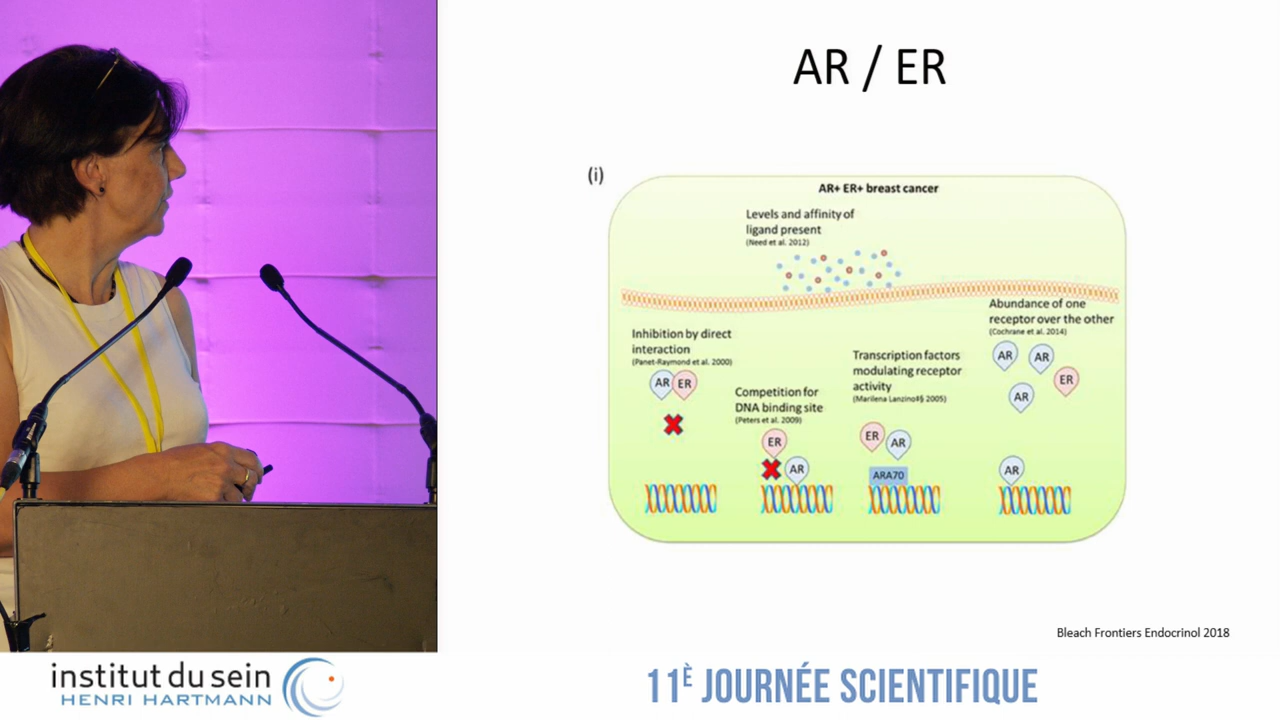 AR / ER
(i)
AR+ ER+ breast cancer
Levels and affinity of
ligand present
(Need et al. 2012)
Abundance of one
receptor over the other
(Cochrane et al. 2014)
Inhibition by direct
interaction
(Panet-Raymond et al. 2000)
AR ER
Competition for
DNA binding site
(Peters et al. 2009)
ER
AR
Transcription factors
modulating receptor
activity
(Marilena Lanzino‡§ 2005)
ER AR
ARA70
AR AR
ER
AR
AR
Bleach Frontiers Endocrinol 2018
institut du sein
HENRI HARTMANN
11È JOURNÉE SCIENTIFIQUE